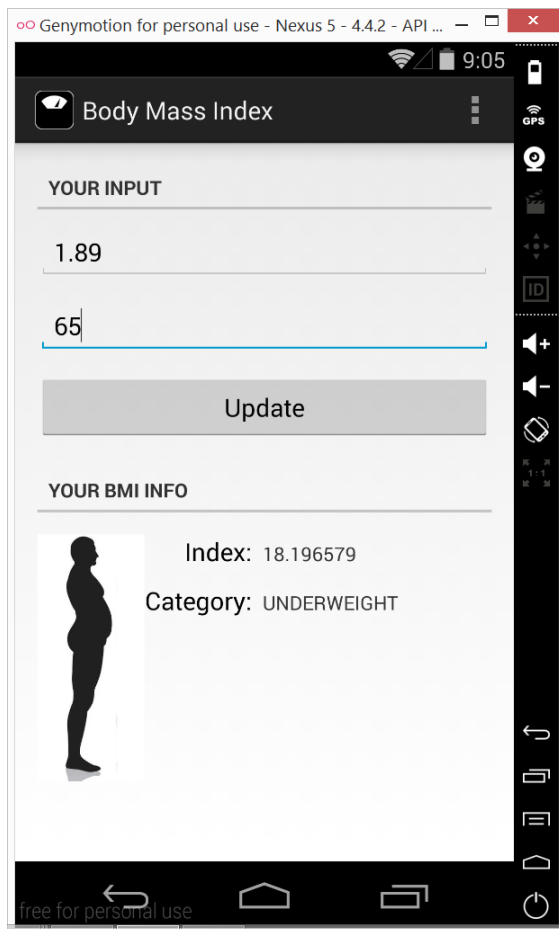 Genymotion for personal use - Nexus 5 - 4.4.2 - API ...
9:05
Body Mass Index
GPS
YOUR INPUT
1.89
ID
65
Update
1:1
YOUR BMI INFO
Index: 18.196579
Category: UNDERWEIGHT
free for personal use